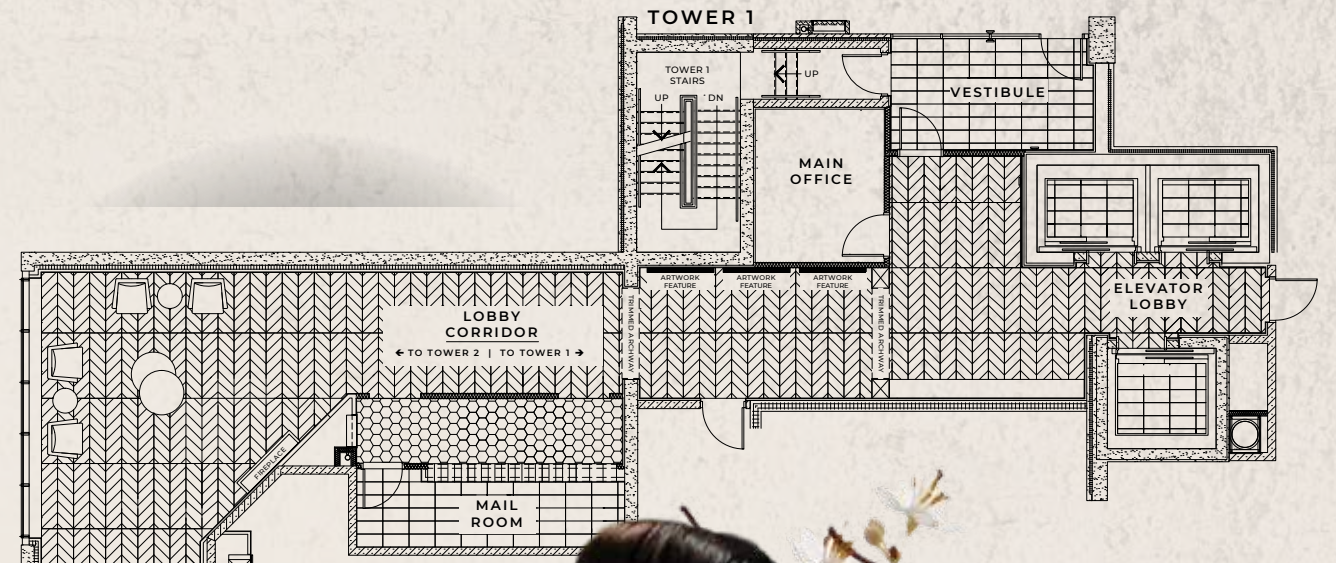 TOWER 1
TOWER 1
STAIRS
UP
DN
UP
VESTIBULE
MAIN
OFFICE
ARTWORK
FEATURE
ARTWORK
FEATURE
ARTWORK
FEATURE
ELEVATOR
LOBBY
LOBBY
CORRIDOR
← TO TOWER 2 | TO TOWER 1 →
TRIMMED ARCHWAY
TRIMMED ARCHWAY
FIREPLACE
MAIL
ROOM